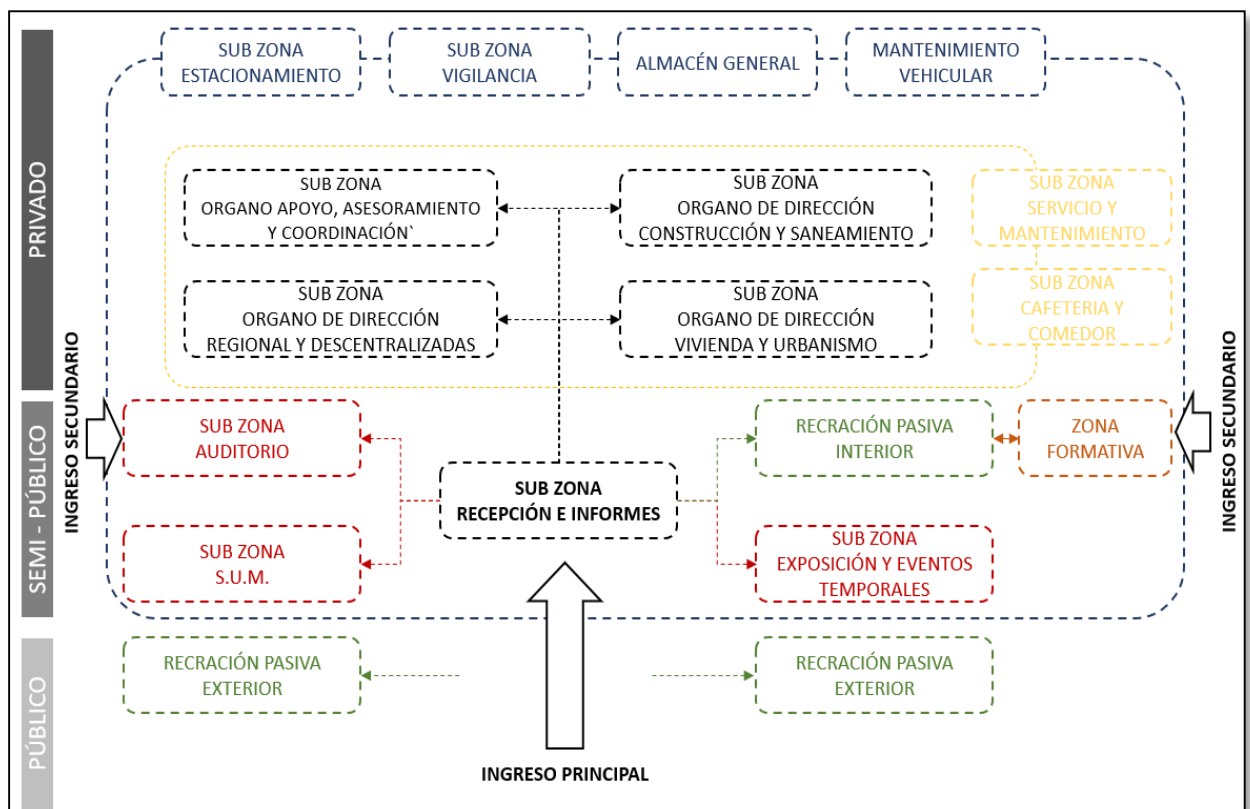 SUB ZONA
ESTACIONAMIENTO
SUB ZONA
VIGILANCIA
ALMACÉN GENERAL
MANTENIMIENTO
VEHICULAR
PRIVADO
SUB ZONA
ORGANO APOYO, ASESORAMIENTO
Y COORDINACIÓN`
SUB ZONA
ORGANO DE DIRECCIÓN
CONSTRUCCIÓN Y SANEAMIENTO
SUB ZONA
SERVICIO Y
MANTENIMIENTO
SUB ZONA
ORGANO DE DIRECCIÓN
REGIONAL Y DESCENTRALIZADAS
SUB ZONA
ORGANO DE DIRECCIÓN
VIVIENDA Y URBANISMO
SUB ZONA
CAFETERIA Y
COMEDOR
INGRESO SECUNDARIO
INGRESO SECUNDARIO
SEMI - PÚBLICO
SUB ZONA
AUDITORIO
RECRACIÓN PASIVA
INTERIOR
ZONA
FORMATIVA
SUB ZONA
RECEPCIÓN E INFORMES
SUB ZONA
S.U.M.
SUB ZONA
EXPOSICIÓN Y EVENTOS
TEMPORALES
PÚBLICO
RECRACIÓN PASIVA
EXTERIOR
RECRACIÓN PASIVA
EXTERIOR
INGRESO PRINCIPAL